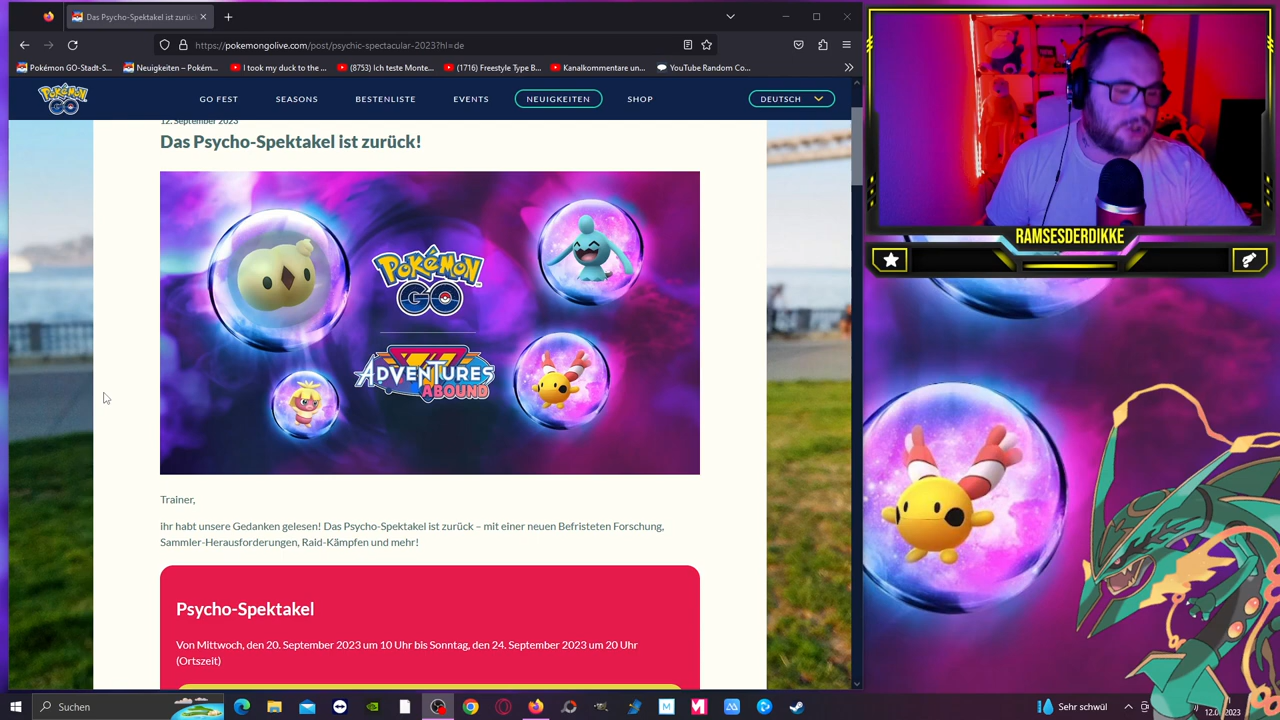 Das Psycho-Spektakel ist zurüc
https://pokemongolive.com/post/psychic-spectacular-2023?hl=de
Pokémon GO-Stadt-S...
Neuigkeiten – Pokém...
I took my duck to the ...
(8753) Ich teste Monte...
(1716) Freestyle Type B...
Kanalkommentare un...
YouTube Random Co...
POKÉMON GO
GO FEST
SEASONS
BESTENLISTE
EVENTS
NEUIGKEITEN
SHOP
DEUTSCH
12. September 2023
Das Psycho-Spektakel ist zurück!
POKÉMON
GO
ADVENTURES
ABOUND
Trainer,
ihr habt unsere Gedanken gelesen! Das Psycho-Spektakel ist zurück – mit einer neuen Befristeten Forschung,
Sammler-Herausforderungen, Raid-Kämpfen und mehr!
Psycho-Spektakel
Von Mittwoch, den 20. September 2023 um 10 Uhr bis Sonntag, den 24. September 2023 um 20 Uhr
(Ortszeit)
RAMSESDERDIKKE
Suchen
Sehr schwül